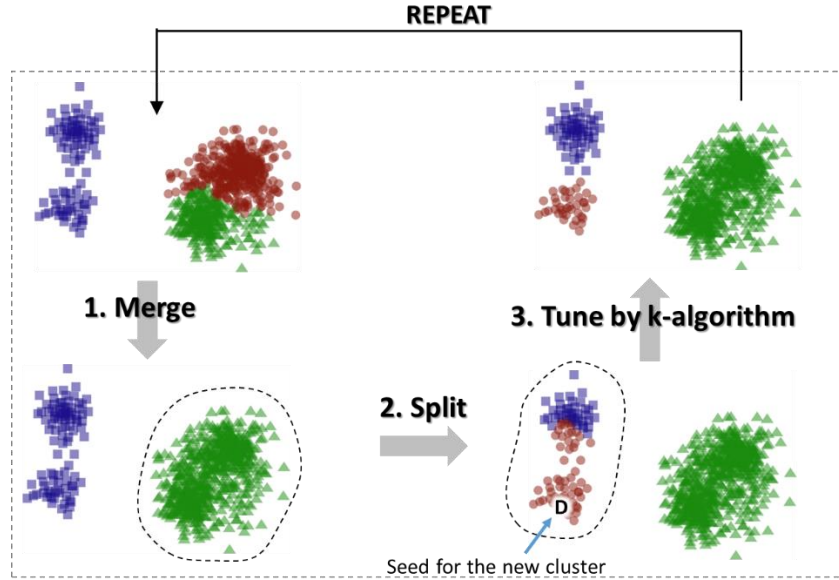 REPEAT
1. Merge
3. Tune by k-algorithm
2. Split
D
Seed for the new cluster